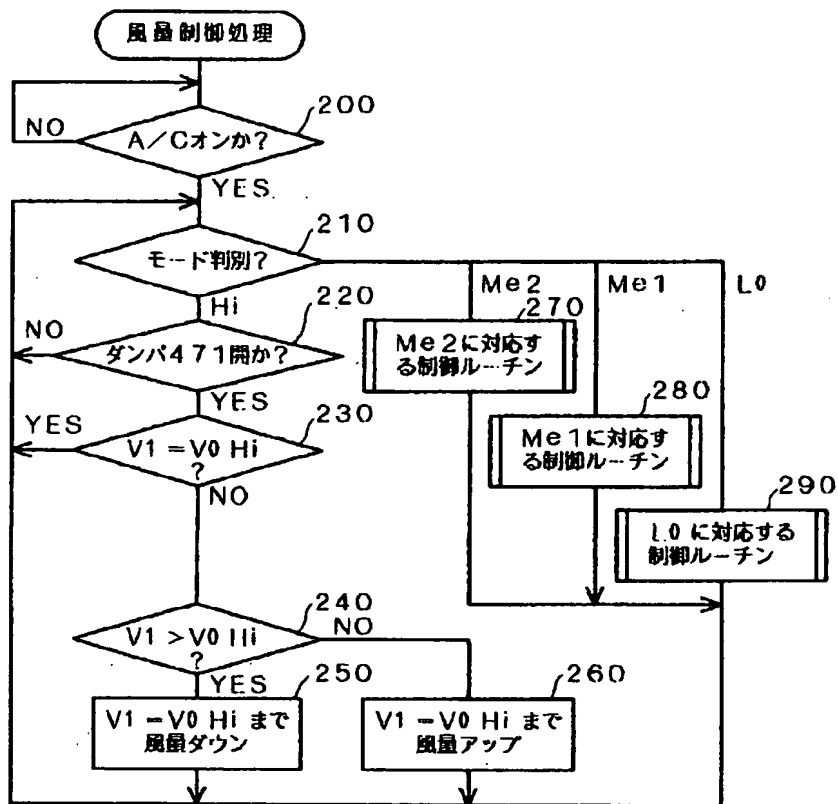 風量制御処理
200
A/Cオンか?
NO
YES
210
モード判別?
Me2
Me1
L0
Hi
220
270
NO
ダンパ471開か?
Me2に対応す
る制御ルーチン
YES
230
280
YES
V1=V0 Hi
?
Me1に対応す
る制御ルーチン
NO
290
L0に対応する
制御ルーチン
240
V1>V0 Hi
?
NO
YES
250
260
V1=V0 Hi まで
風量ダウン
V1=V0 Hi まで
風量アップ